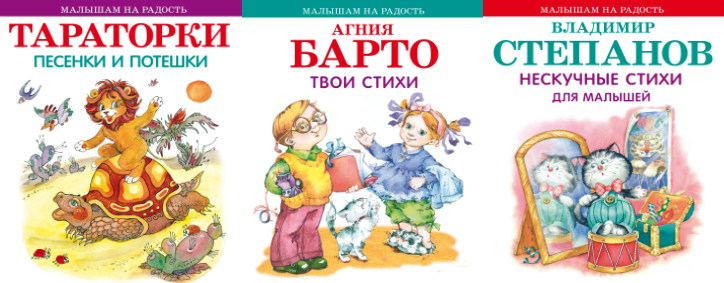 МАЛЫШАМ НА РАДОСТЬ
ТАРАТОРКИ
ПЕСЕНКИ И ПОТЕШКИ
МАЛЫШАМ НА РАДОСТЬ
АГНИЯ
БАРТО
ТВОИ СТИХИ
МАЛЫШАМ НА РАДОСТЬ
ВЛАДИМИР
СТЕПАНОВ
НЕСКУЧНЫЕ СТИХИ
ДЛЯ МАЛЫШЕЙ